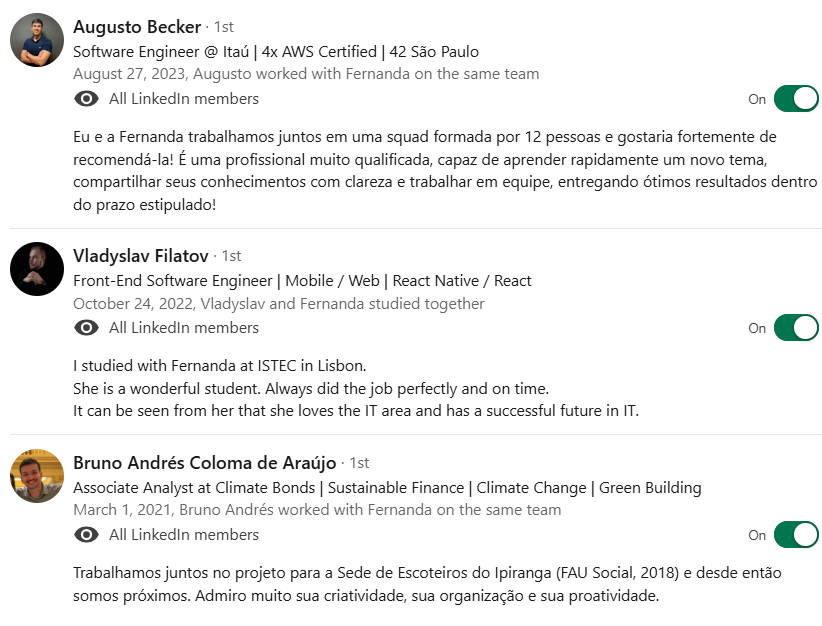 Augusto Becker · 1st
Software Engineer @ Itaú | 4x AWS Certified | 42 São Paulo
August 27, 2023, Augusto worked with Fernanda on the same team
All LinkedIn members
On
Eu e a Fernanda trabalhamos juntos em uma squad formada por 12 pessoas e gostaria fortemente de
recomendá-la! É uma profissional muito qualificada, capaz de aprender rapidamente um novo tema,
compartilhar seus conhecimentos com clareza e trabalhar em equipe, entregando ótimos resultados dentro
do prazo estipulado!
Vladyslav Filatov · 1st
Front-End Software Engineer | Mobile / Web | React Native / React
October 24, 2022, Vladyslav and Fernanda studied together
All LinkedIn members
On
I studied with Fernanda at ISTEC in Lisbon.
She is a wonderful student. Always did the job perfectly and on time.
It can be seen from her that she loves the IT area and has a successful future in IT.
Bruno Andrés Coloma de Araújo · 1st
Associate Analyst at Climate Bonds | Sustainable Finance | Climate Change | Green Building
March 1, 2021, Bruno Andrés worked with Fernanda on the same team
All LinkedIn members
On
Trabalhamos juntos no projeto para a Sede de Escoteiros do Ipiranga (FAU Social, 2018) e desde então
somos próximos. Admiro muito sua criatividade, sua organização e sua proatividade.